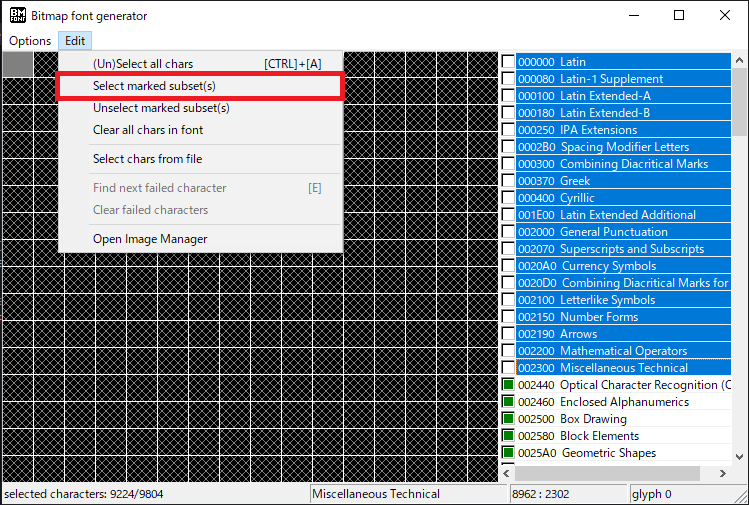 BM
FONT
Bitmap font generator
Options Edit
(Un)Select all chars [CTRL]+[A]
Select marked subset(s)
Unselect marked subset(s)
Clear all chars in font
Select chars from file
Find next failed character [E]
Clear failed characters
Open Image Manager
000000 Latin
000080 Latin-1 Supplement
000100 Latin Extended-A
000180 Latin Extended-B
000250 IPA Extensions
0002B0 Spacing Modifier Letters
000300 Combining Diacritical Marks
000370 Greek
000400 Cyrillic
001E00 Latin Extended Additional
002000 General Punctuation
002070 Superscripts and Subscripts
0020A0 Currency Symbols
0020D0 Combining Diacritical Marks for
002100 Letterlike Symbols
002150 Number Forms
002190 Arrows
002200 Mathematical Operators
002300 Miscellaneous Technical
002440 Optical Character Recognition (O
002460 Enclosed Alphanumerics
002500 Box Drawing
002580 Block Elements
0025A0 Geometric Shapes
selected characters: 9224/9804 Miscellaneous Technical 8962 : 2302 glyph 0